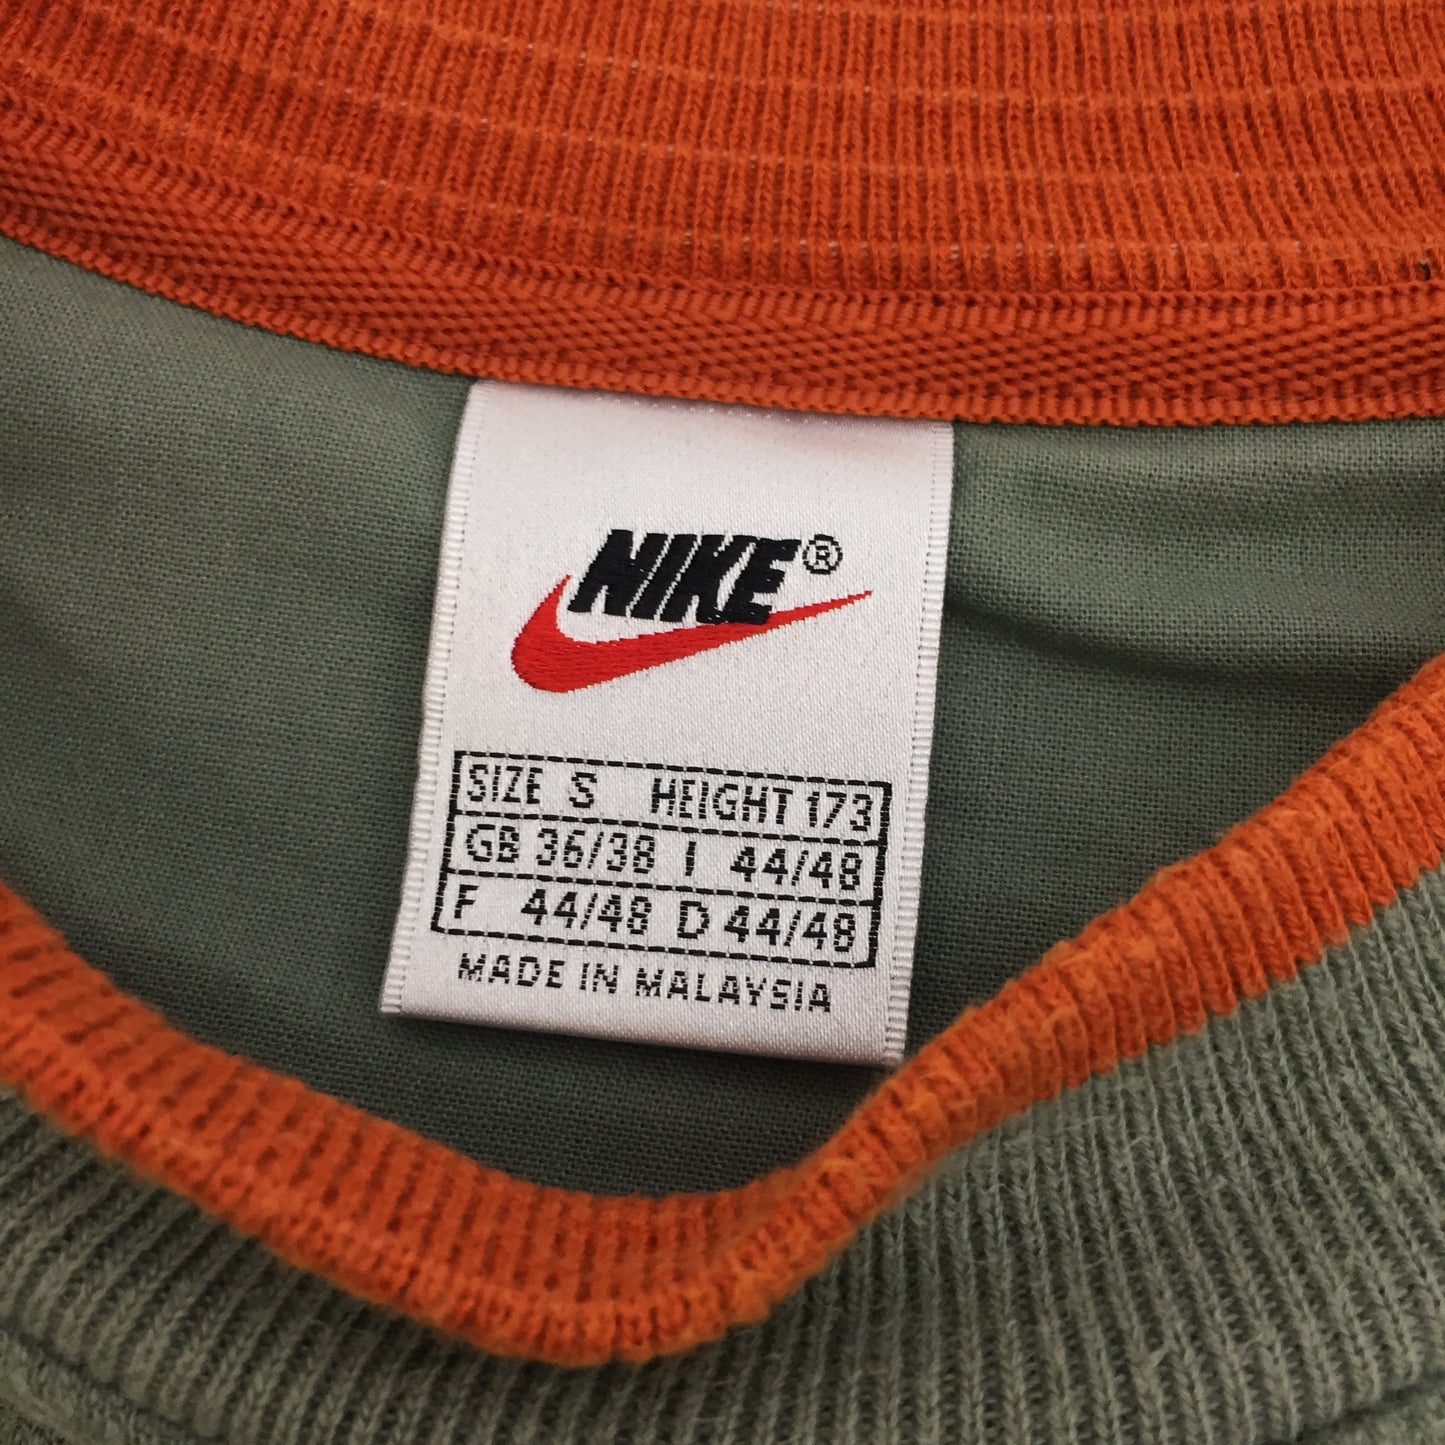 NIKE®
SIZE S HEIGHT 173
GB 36/38 I 44/48
F 44/48 D 44/48
MADE IN MALAYSIA